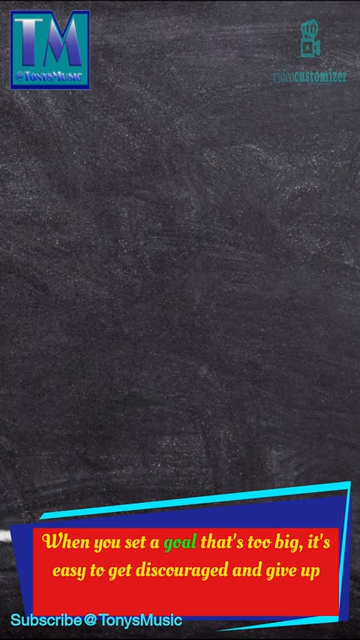 TM
@TonysMusic
videocustomizer
When you set a goal that's too big, it's
easy to get discouraged and give up
Subscribe@TonysMusic